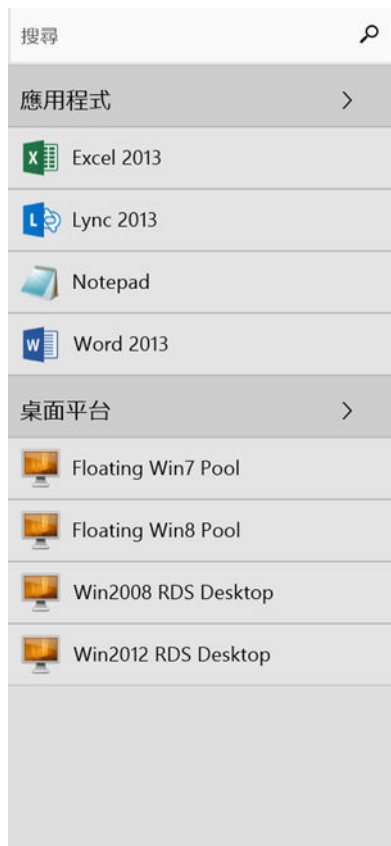 搜尋
應用程式
Excel 2013
Lync 2013
Notepad
Word 2013
桌面平台
Floating Win7 Pool
Floating Win8 Pool
Win2008 RDS Desktop
Win2012 RDS Desktop